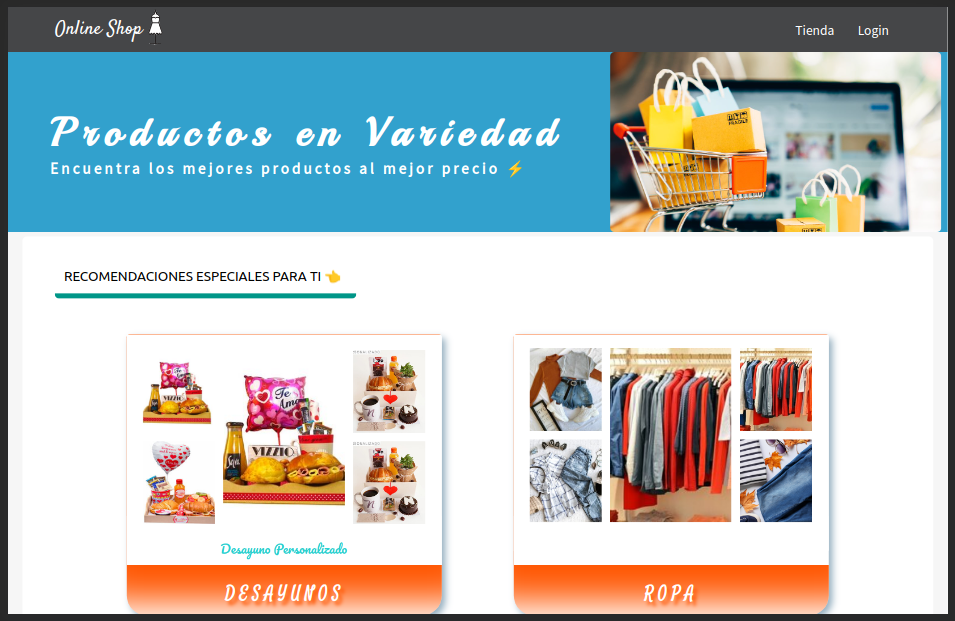 Online Shop
Tienda
Login
Productos en Variedad
Encuentra los mejores productos al mejor precio ⚡
RECOMENDACIONES ESPECIALES PARA TI 👈
FRAGILE
Te Amo
VIZZIO
Desayuno Personalizado
DESAYUNOS
ROPA